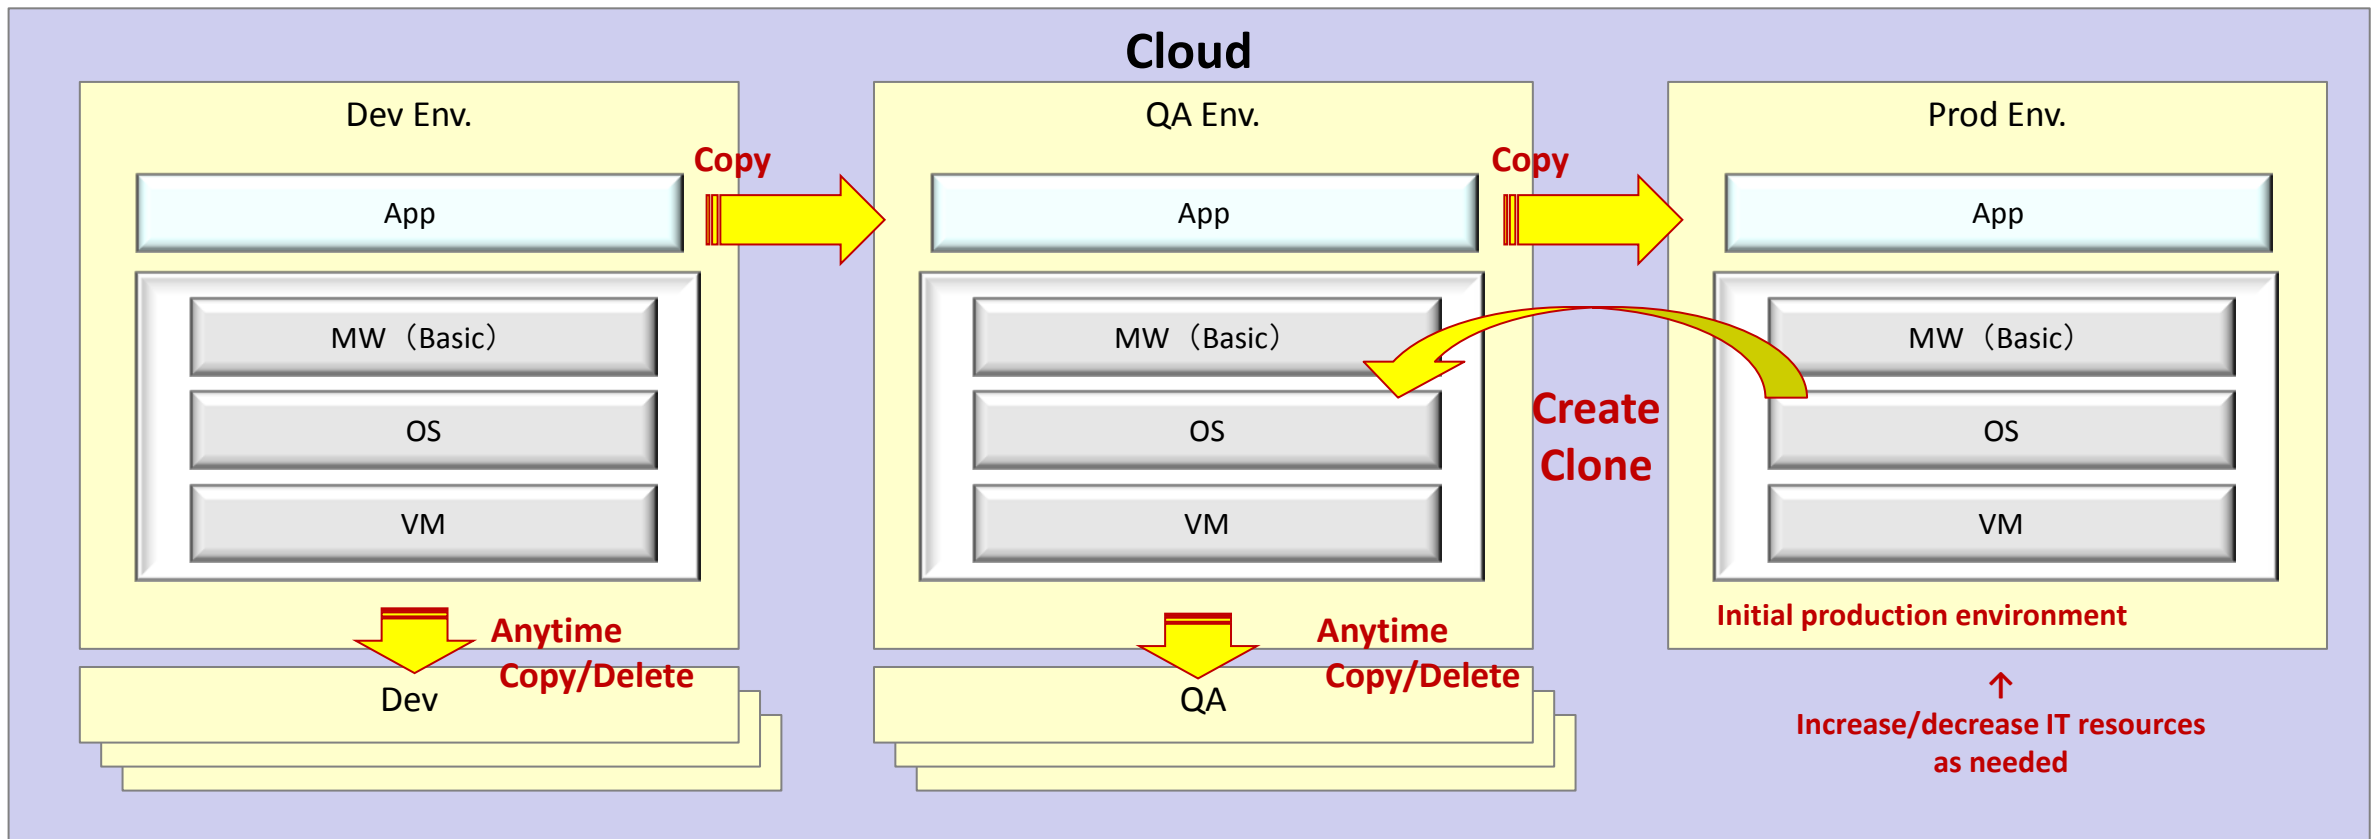 Cloud
Dev Env.
QA Env.
Prod Env.
Copy
Copy
App
App
App
MW（Basic）
MW（Basic）
MW（Basic）
Create
Clone
OS
OS
OS
VM
VM
VM
Initial production environment
Anytime
Copy/Delete
Anytime
Copy/Delete
Dev
QA
↑
Increase/decrease IT resources
as needed